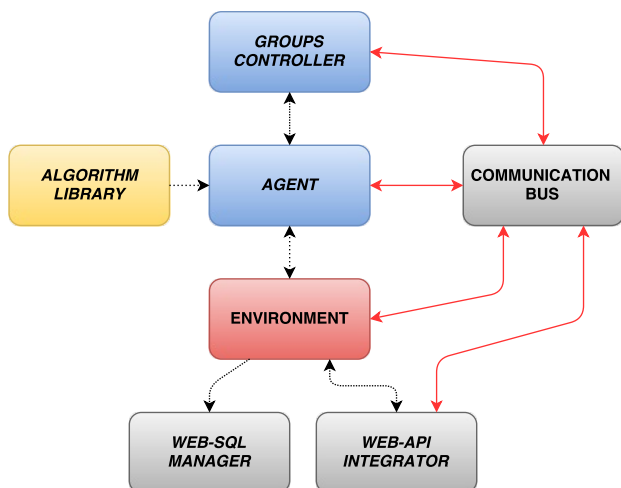 GROUPS
CONTROLLER
ALGORITHM
LIBRARY
AGENT
COMMUNICATION
BUS
ENVIRONMENT
WEB-SQL
MANAGER
WEB-API
INTEGRATOR